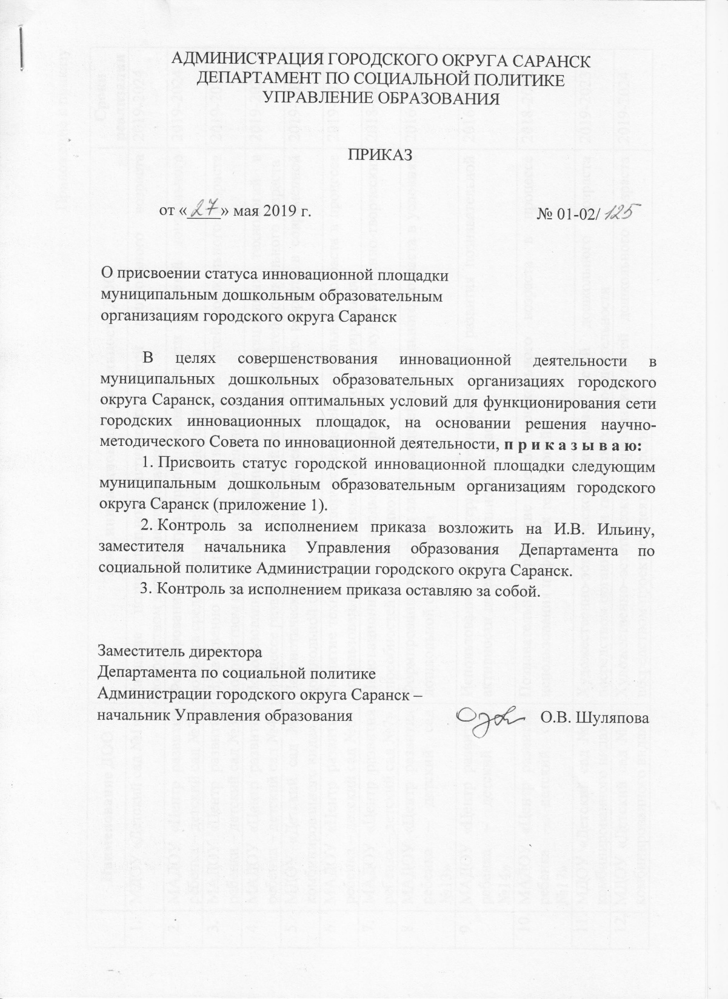 АДМИНИСТРАЦИЯ ГОРОДСКОГО ОКРУГА САРАНСК
ДЕПАРТАМЕНТ ПО СОЦИАЛЬНОЙ ПОЛИТИКЕ
УПРАВЛЕНИЕ ОБРАЗОВАНИЯ
ПРИКАЗ
от «27» мая 2019 г. № 01-02/125
О присвоении статуса инновационной площадки
муниципальным дошкольным образовательным
организациям городского округа Саранск
В целях совершенствования инновационной деятельности в
муниципальных дошкольных образовательных организациях городского
округа Саранск, создания оптимальных условий для функционирования сети
городских инновационных площадок, на основании решения научно-
методического Совета по инновационной деятельности, п р и к а з ы в а ю:
1. Присвоить статус городской инновационной площадки следующим
муниципальным дошкольным образовательным организациям городского
округа Саранск (приложение 1).
2. Контроль за исполнением приказа возложить на И.В. Ильину,
заместителя начальника Управления образования Департамента по
социальной политике Администрации городского округа Саранск.
3. Контроль за исполнением приказа оставляю за собой.
Заместитель директора
Департамента по социальной политике
Администрации городского округа Саранск –
начальник Управления образования О.В. Шуляпова